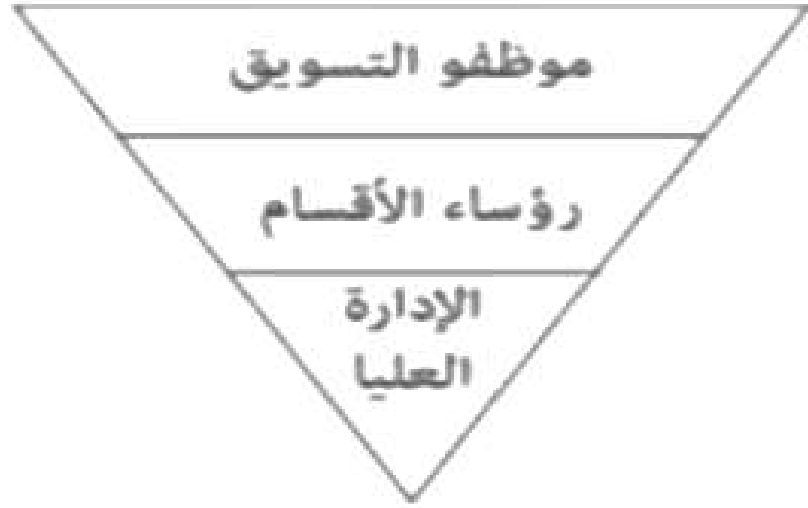 موظفو التسويق
رؤساء الأقسام
الإدارة
العليا